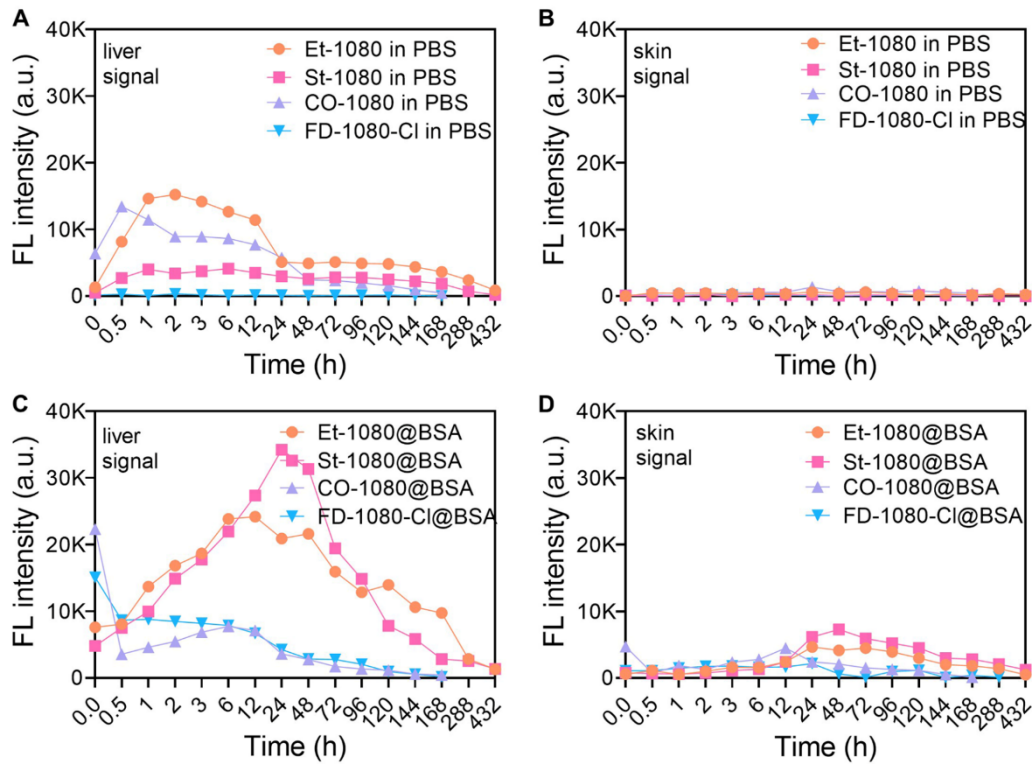 A
FL intensity (a.u.)
40K
30K
20K
10K
0
liver
signal
Et-1080 in PBS
St-1080 in PBS
CO-1080 in PBS
FD-1080-Cl in PBS
0 0.5 1 2 3 6 12 24 48 72 96 120 144 168 288 432
Time (h)
B
FL intensity (a.u.)
40K
30K
20K
10K
0
skin
signal
Et-1080 in PBS
St-1080 in PBS
CO-1080 in PBS
FD-1080-Cl in PBS
0.0 0.5 1 2 3 6 12 24 48 72 96 120 144 168 288 432
Time (h)
C
FL intensity (a.u.)
40K
30K
20K
10K
0
liver
signal
Et-1080@BSA
St-1080@BSA
CO-1080@BSA
FD-1080-Cl@BSA
0.0 0.5 1 2 3 6 12 24 48 72 96 120 144 168 288 432
Time (h)
D
FL intensity (a.u.)
40K
30K
20K
10K
0
skin
signal
Et-1080@BSA
St-1080@BSA
CO-1080@BSA
FD-1080-Cl@BSA
0.0 0.5 1 2 3 6 12 24 48 72 96 120 144 168 288 432
Time (h)